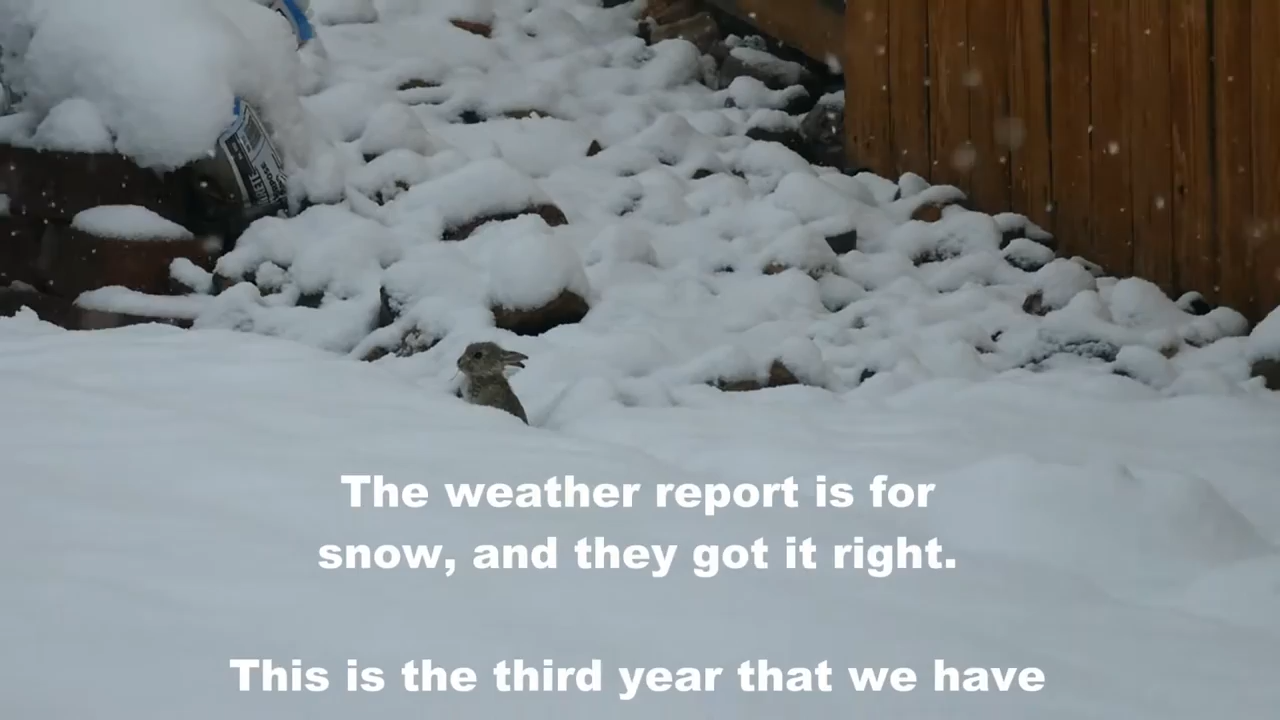 The weather report is for
snow, and they got it right.
This is the third year that we have